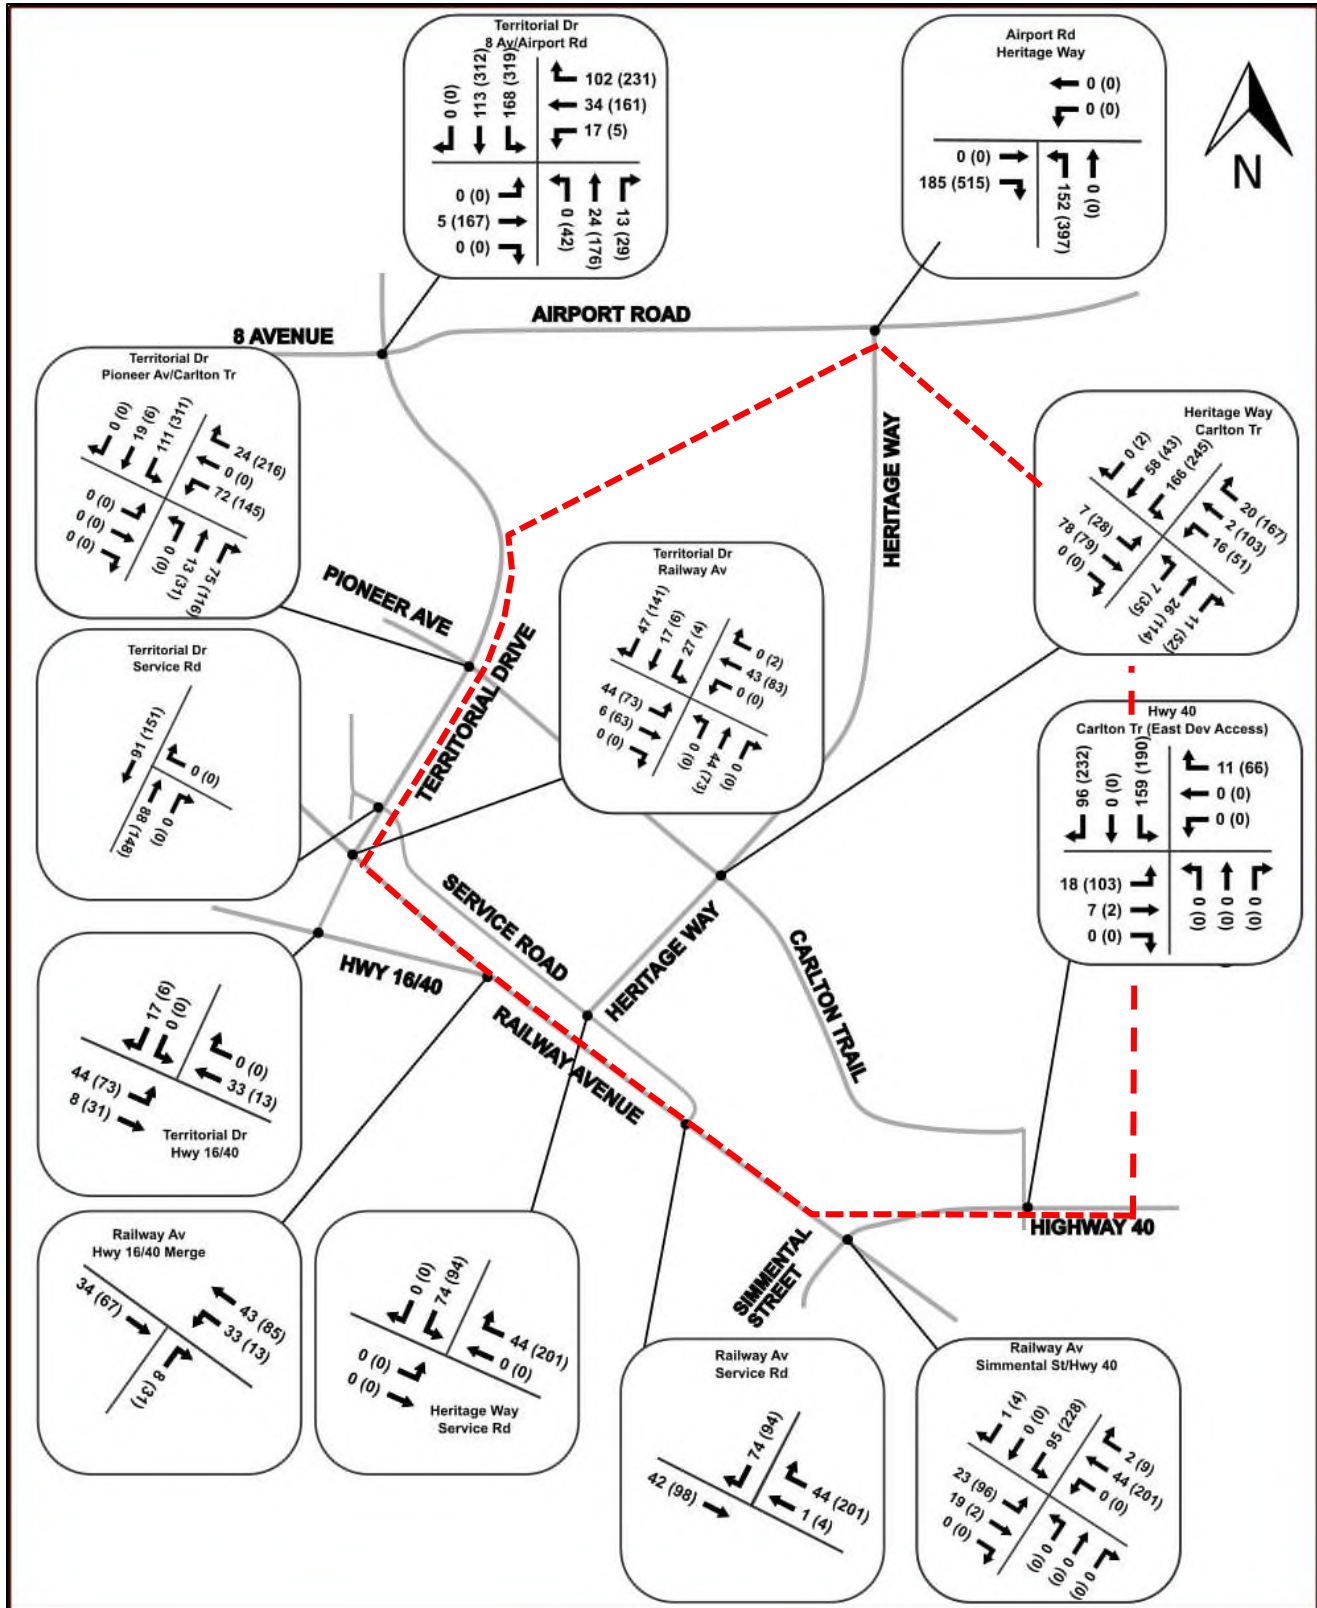 Territorial Dr
8 Av/Airport Rd
0 (0)
113 (312)
168 (319)
102 (231)
34 (161)
17 (5)
0 (0)
5 (167)
0 (0)
0 (42)
24 (176)
13 (29)
Airport Rd
Heritage Way
0 (0)
0 (0)
0 (0)
185 (515)
152 (397)
0 (0)
N
8 AVENUE
AIRPORT ROAD
Territorial Dr
Pioneer Av/Carlton Tr
0 (0)
19 (6)
111 (311)
24 (216)
0 (0)
72 (145)
0 (0)
0 (0)
0 (0)
0 (0)
13 (31)
75 (116)
HERITAGE WAY
Heritage Way
Carlton Tr
0 (2)
58 (43)
166 (245)
20 (167)
2 (103)
16 (51)
7 (28)
78 (79)
0 (0)
7 (35)
26 (114)
11 (52)
PIONEER AVE
TERRITORIAL DRIVE
Territorial Dr
Railway Av
47 (141)
17 (6)
27 (4)
0 (2)
43 (83)
0 (0)
44 (73)
6 (63)
0 (0)
0 (0)
44 (73)
0 (0)
Territorial Dr
Service Rd
91 (151)
0 (0)
88 (148)
0 (0)
Hwy 40
Carlton Tr (East Dev Access)
96 (232)
0 (0)
159 (190)
11 (66)
0 (0)
0 (0)
18 (103)
7 (2)
0 (0)
0 (0)
0 (0)
0 (0)
SERVICE ROAD
HERITAGE WAY
CARLTON TRAIL
HWY 16/40
RAILWAY AVENUE
17 (6)
0 (0)
0 (0)
33 (13)
44 (73)
8 (31)
Territorial Dr
Hwy 16/40
HIGHWAY 40
SIMMENTAL
STREET
Railway Av
Hwy 16/40 Merge
34 (67)
43 (85)
33 (13)
8 (31)
0 (0)
74 (94)
44 (201)
0 (0)
0 (0)
0 (0)
Heritage Way
Service Rd
Railway Av
Service Rd
74 (94)
42 (98)
44 (201)
1 (4)
Railway Av
Simmental St/Hwy 40
1 (4)
0 (0)
95 (228)
2 (9)
44 (201)
0 (0)
23 (96)
19 (2)
0 (0)
0 (0)
0 (0)
0 (0)